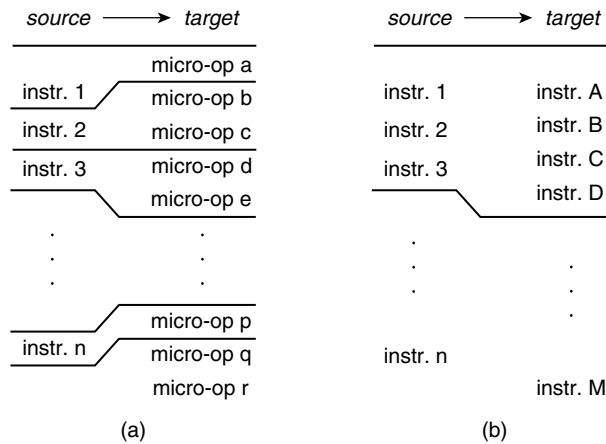 source target
micro-op a
instr. 1
micro-op b
instr. 2
micro-op c
instr. 3
micro-op d
micro-op e
micro-op p
instr. n
micro-op q
micro-op r
(a)
source target
instr. 1 instr. A
instr. 2 instr. B
instr. 3 instr. C
instr. D
instr. n
instr. M
(b)